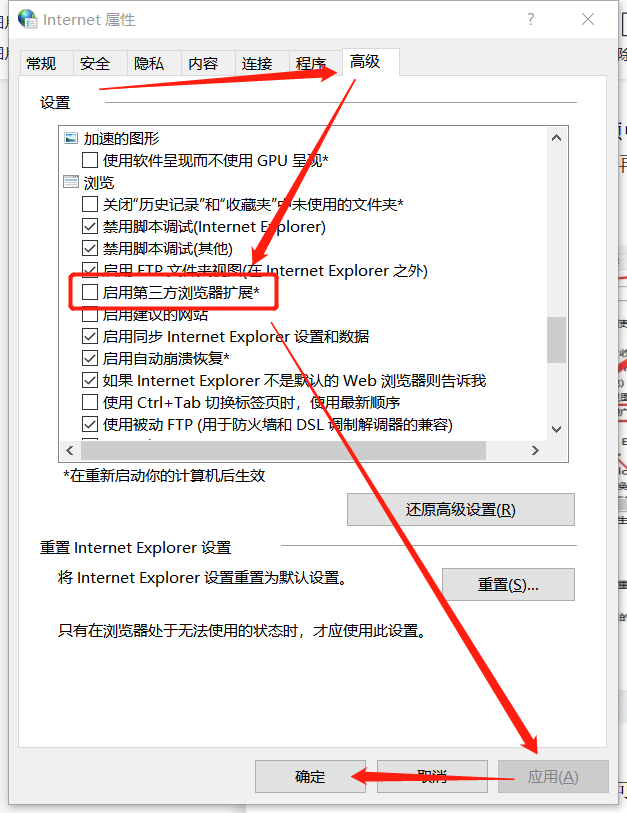 Internet 属性
常规 安全 隐私 内容 连接 程序 高级
设置
加速的图形
使用软件呈现而不使用 GPU 呈现*
浏览
关闭“历史记录”和“收藏夹”中未使用的文件夹*
禁用脚本调试(Internet Explorer)
禁用脚本调试(其他)
启用 FTP 文件夹视图(在 Internet Explorer 之外)
启用第三方浏览器扩展*
启用建议的网站
启用同步 Internet Explorer 设置和数据
启用自动崩溃恢复*
如果 Internet Explorer 不是默认的 Web 浏览器则告诉我
使用 Ctrl+Tab 切换标签页时，使用最新顺序
使用被动 FTP (用于防火墙和 DSL 调制解调器的兼容)
*在重新启动你的计算机后生效
还原高级设置(R)
重置 Internet Explorer 设置
将 Internet Explorer 设置重置为默认设置。
重置(S)...
只有在浏览器处于无法使用的状态时，才应使用此设置。
确定 取消 应用(A)